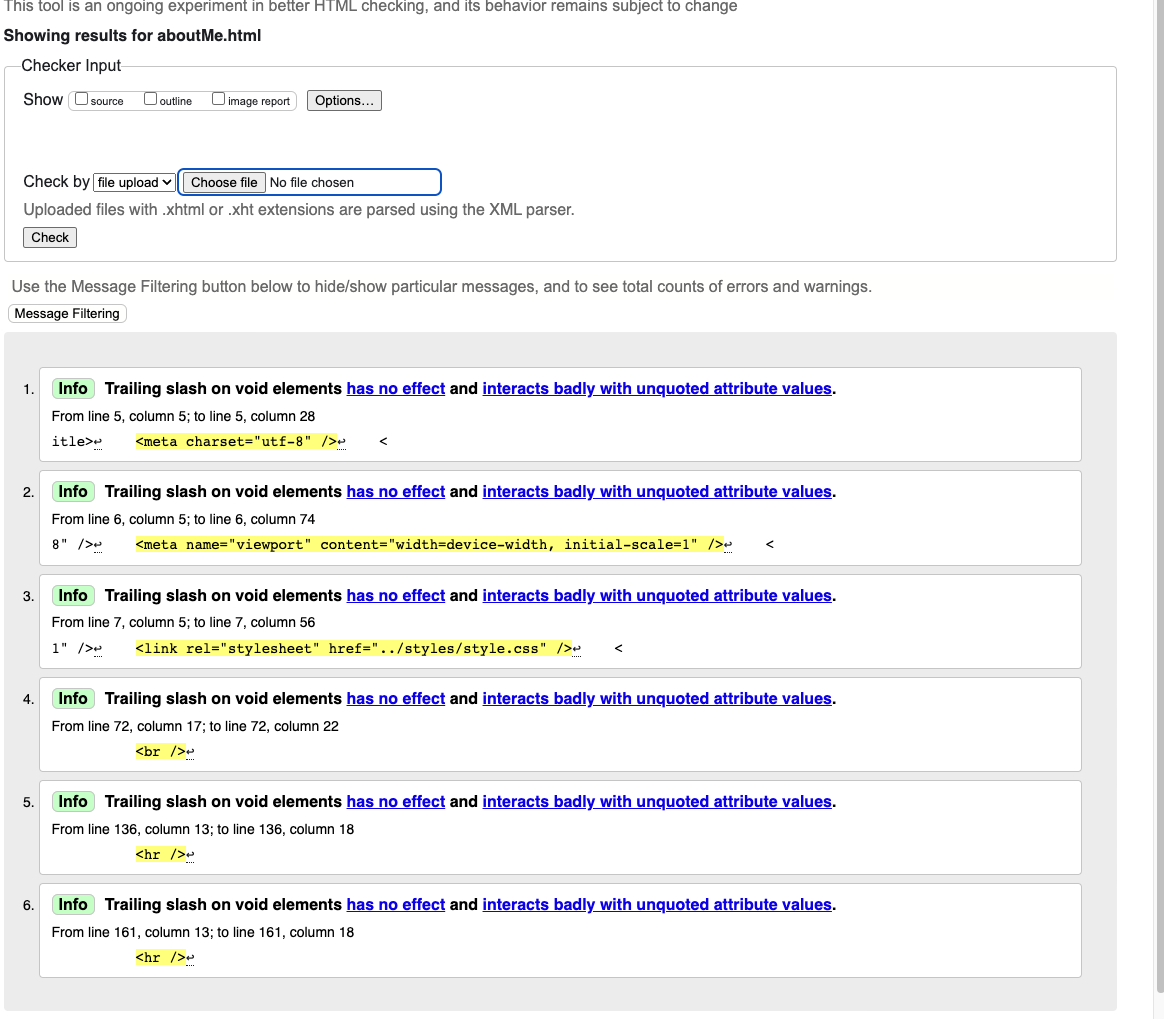 This tool is an ongoing experiment in better HTML checking, and its behavior remains subject to change
Showing results for aboutMe.html
Checker Input
Show source outline image report Options...
Check by file upload Choose file No file chosen
Uploaded files with .xhtml or .xht extensions are parsed using the XML parser.
Check
Use the Message Filtering button below to hide/show particular messages, and to see total counts of errors and warnings.
Message Filtering
1. Info Trailing slash on void elements has no effect and interacts badly with unquoted attribute values.
From line 5, column 5; to line 5, column 28
itle>↩ <meta charset="utf-8" />↩ <
2. Info Trailing slash on void elements has no effect and interacts badly with unquoted attribute values.
From line 6, column 5; to line 6, column 74
8" />↩ <meta name="viewport" content="width=device-width, initial-scale=1" />↩ <
3. Info Trailing slash on void elements has no effect and interacts badly with unquoted attribute values.
From line 7, column 5; to line 7, column 56
1" />↩ <link rel="stylesheet" href="../styles/style.css" />↩ <
4. Info Trailing slash on void elements has no effect and interacts badly with unquoted attribute values.
From line 72, column 17; to line 72, column 22
<br />↩
5. Info Trailing slash on void elements has no effect and interacts badly with unquoted attribute values.
From line 136, column 13; to line 136, column 18
<hr />↩
6. Info Trailing slash on void elements has no effect and interacts badly with unquoted attribute values.
From line 161, column 13; to line 161, column 18
<hr />↩